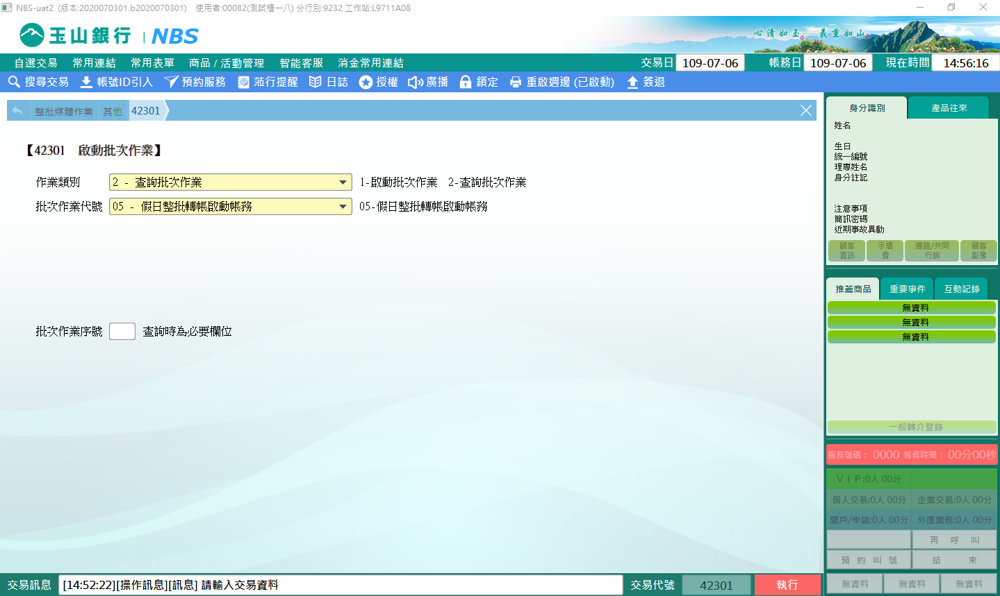 NBS-uat2 (版本:2020070301.b2020070301) 使用者:00082(測試櫃一八) 分行別:9232 工作站:L9711A08
玉山銀行 | NBS
心清如玉。 義重如山。
自選交易 常用連結 常用表單 商品 / 活動管理 智能客服 消金常用連結 交易日 109-07-06 帳務日 109-07-06 現在時間 14:56:16
搜尋交易 帳號ID引入 預約服務 蒞行提醒 日誌 授權 廣播 鎖定 重啟週邊 (已啟動) 簽退
整批媒體作業 其他 42301
【42301 啟動批次作業】
作業類別 2 - 查詢批次作業 1-啟動批次作業 2-查詢批次作業
批次作業代號 05 - 假日整批轉帳啟動帳務 05-假日整批轉帳啟動帳務
批次作業序號 查詢時為必要欄位
身分識別 產品往來
姓名
生日
統一編號
理專姓名
身分註記
注意事項
簡訊密碼
近期事故異動
顧客資訊 手續費 通路/共同行銷 顧客影像
推薦商品 重要事件 互動記錄
無資料
無資料
無資料
一般轉介登錄
服務號碼： 0000 等候時間： 00分00秒
ＶＩＰ:0人 00分
個人交易:0人 00分 企業交易:0人 00分
開戶/申請:0人 00分 外匯業務:0人 00分
再 呼 叫
預 約 叫 號 結 束
無資料 無資料 無資料
交易訊息 [14:52:22][操作訊息][訊息] 請輸入交易資料 交易代號 42301 執行